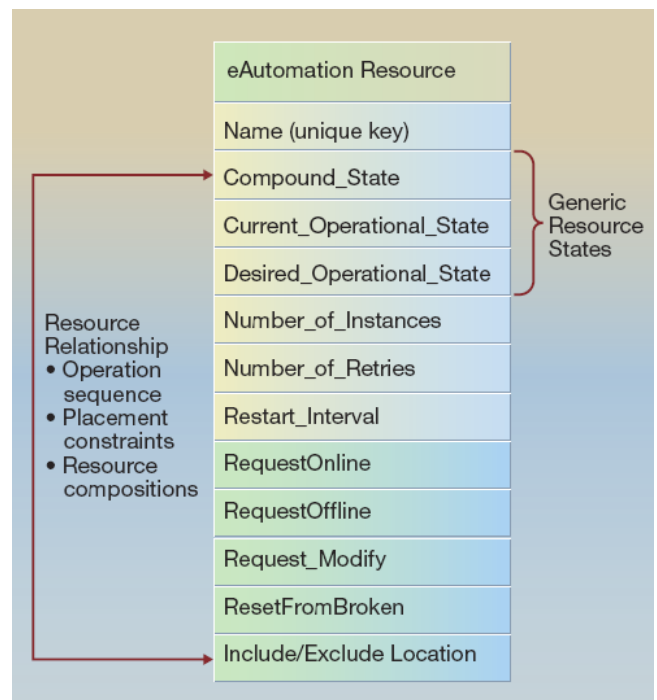 eAutomation Resource
Name (unique key)
Compound_State
Current_Operational_State
Desired_Operational_State
Number_of_Instances
Number_of_Retries
Restart_Interval
RequestOnline
RequestOffline
Request_Modify
ResetFromBroken
Include/Exclude Location
Generic
Resource
States
Resource
Relationship
• Operation
sequence
• Placement
constraints
• Resource
compositions